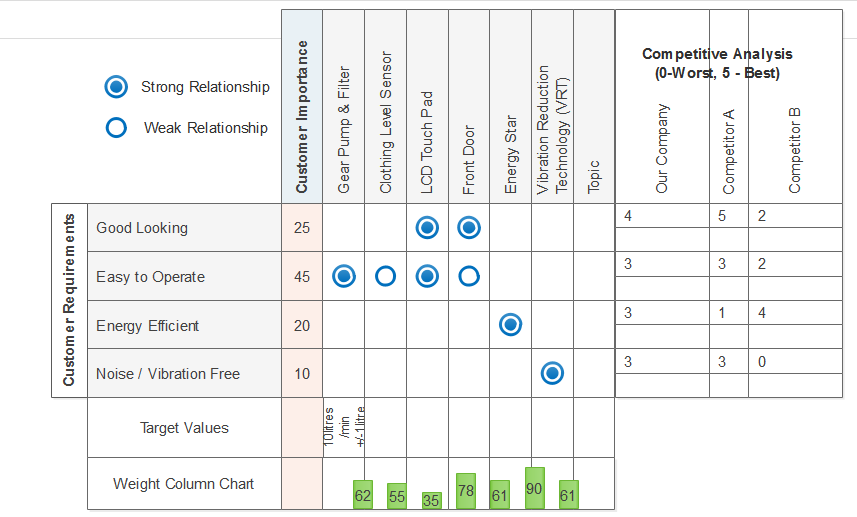 Strong Relationship
Weak Relationship
Customer Importance
Gear Pump & Filter
Clothing Level Sensor
LCD Touch Pad
Front Door
Energy Star
Vibration Reduction
Technology (VRT)
Topic
Competitive Analysis
(0-Worst, 5 - Best)
Our Company
Competitor A
Competitor B
Customer Requirements
Good Looking 25 4 5 2
Easy to Operate 45 3 3 2
Energy Efficient 20 3 1 4
Noise / Vibration Free 10 3 3 0
Target Values
10litres
/min
+/-1litre
Weight Column Chart 62 55 35 78 61 90 61